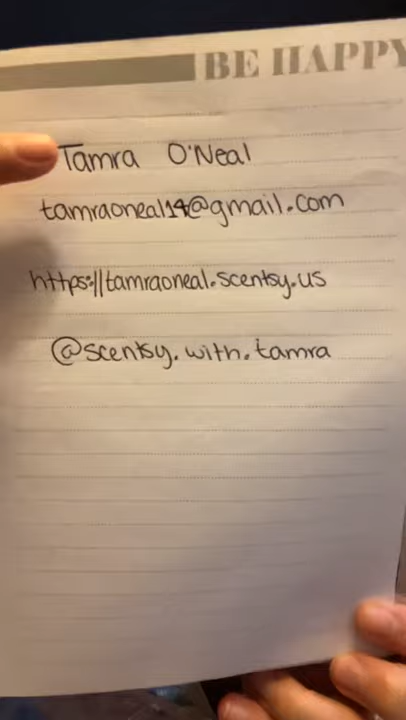 BE HAPPY
Tamra O'Neal
tamraoneal14@gmail.com
https://tamraoneal.scentsy.us
@scentsy.with.tamra